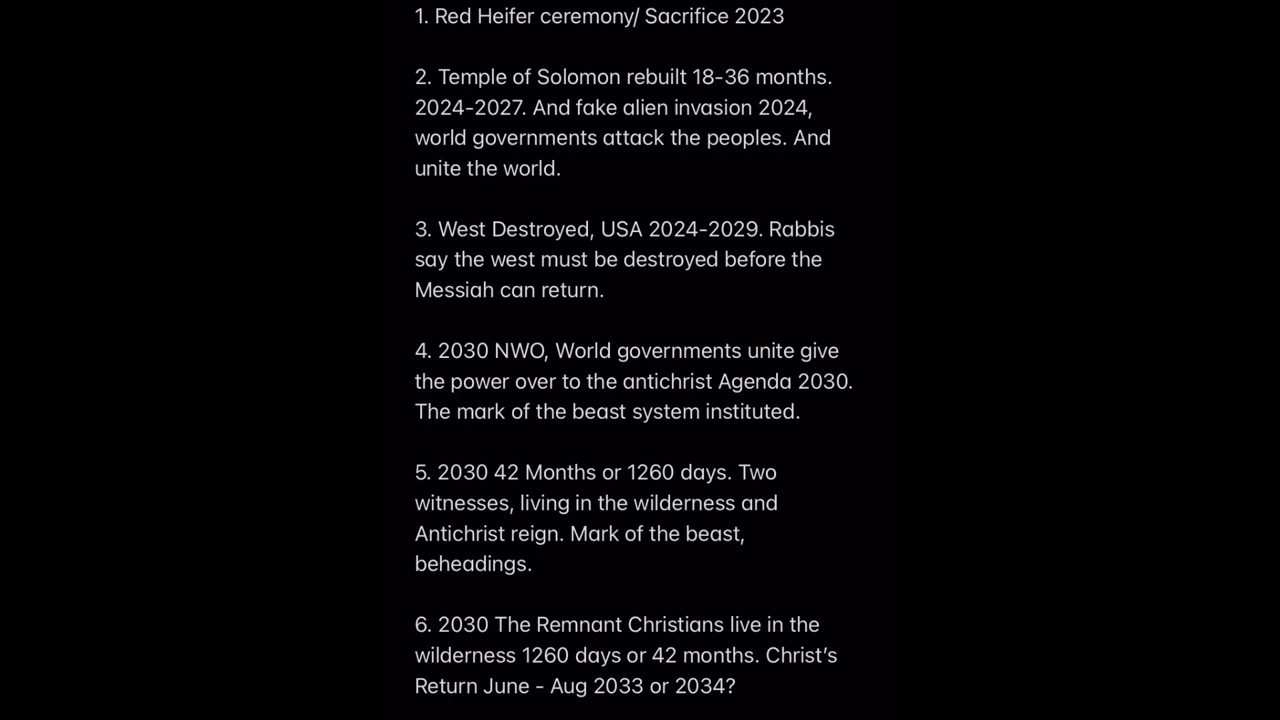 1. Red Heifer ceremony/ Sacrifice 2023
2. Temple of Solomon rebuilt 18-36 months.
2024-2027. And fake alien invasion 2024,
world governments attack the peoples. And
unite the world.
3. West Destroyed, USA 2024-2029. Rabbis
say the west must be destroyed before the
Messiah can return.
4. 2030 NWO, World governments unite give
the power over to the antichrist Agenda 2030.
The mark of the beast system instituted.
5. 2030 42 Months or 1260 days. Two
witnesses, living in the wilderness and
Antichrist reign. Mark of the beast,
beheadings.
6. 2030 The Remnant Christians live in the
wilderness 1260 days or 42 months. Christ’s
Return June - Aug 2033 or 2034?